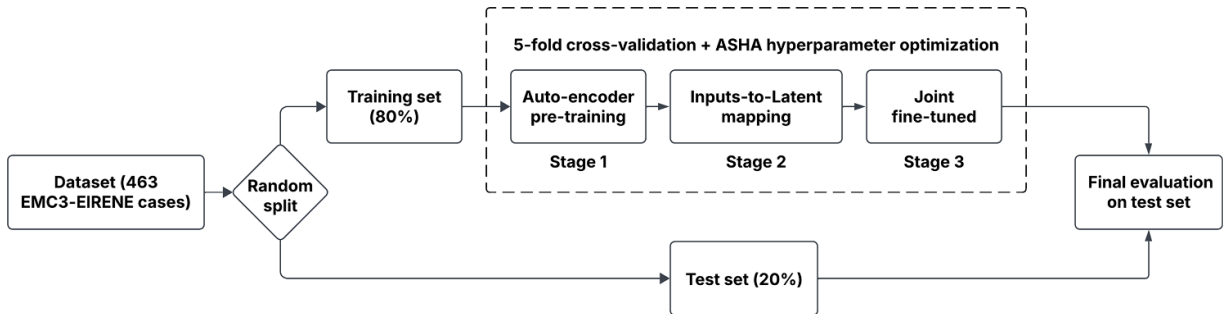 5-fold cross-validation + ASHA hyperparameter optimization
Training set
(80%)
Auto-encoder
pre-training
Inputs-to-Latent
mapping
Joint
fine-tuned
Stage 1
Stage 2
Stage 3
Dataset (463
EMC3-EIRENE cases)
Random
split
Final evaluation
on test set
Test set (20%)